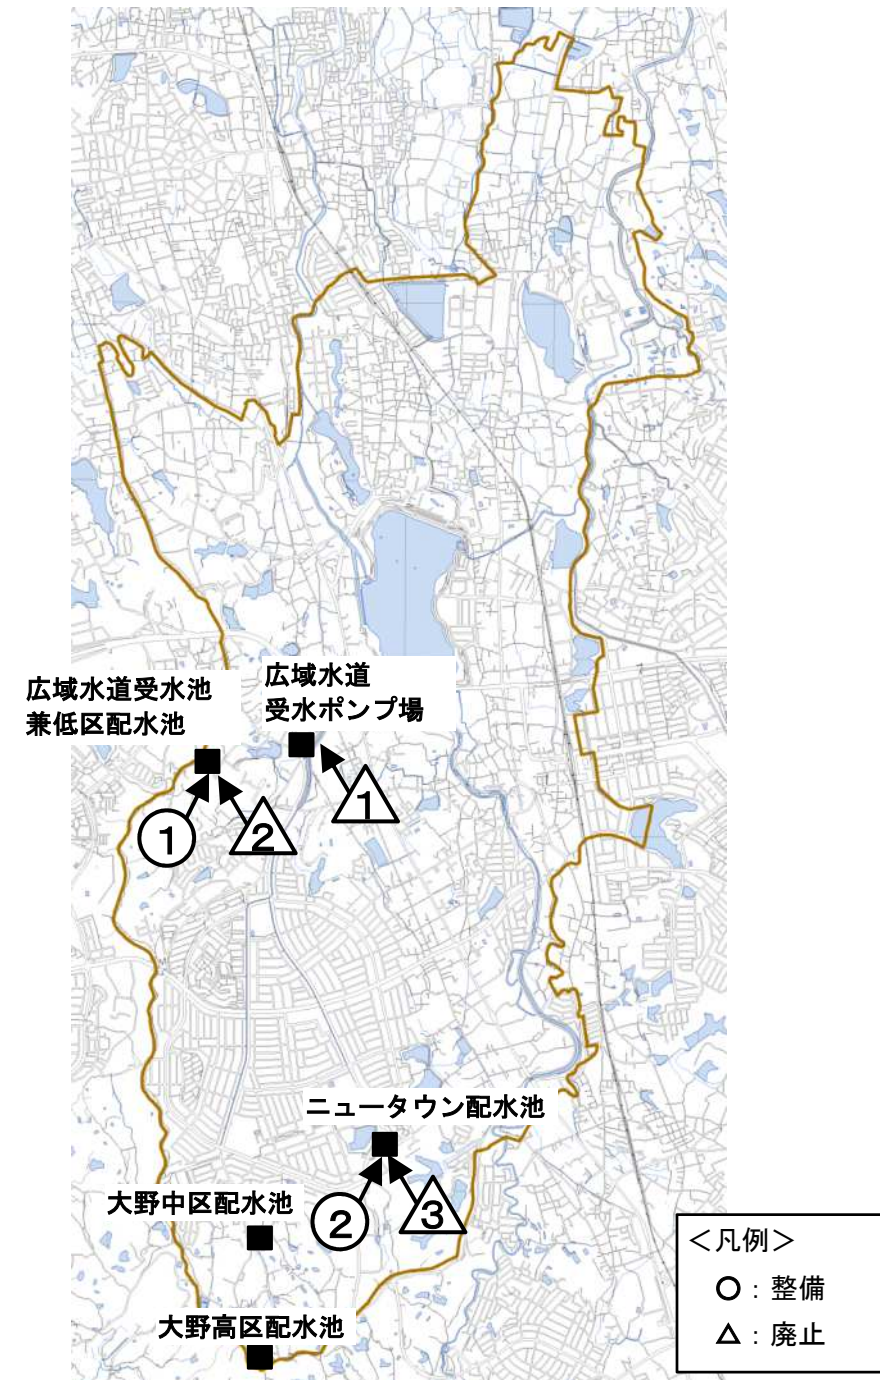 広域水道受水池
兼低区配水池
広域水道
受水ポンプ場
1
2
1
ニュータウン配水池
2
3
大野中区配水池
大野高区配水池
＜凡例＞
○：整備
△：廃止